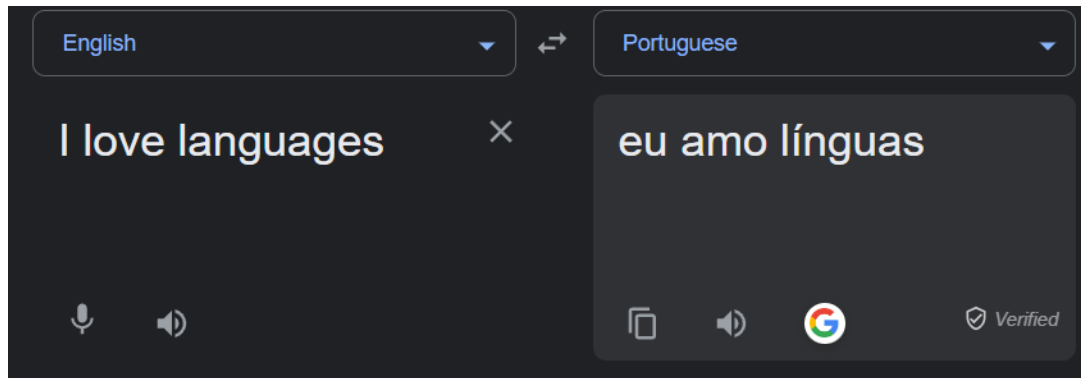 English
Portuguese
I love languages
eu amo línguas
Verified